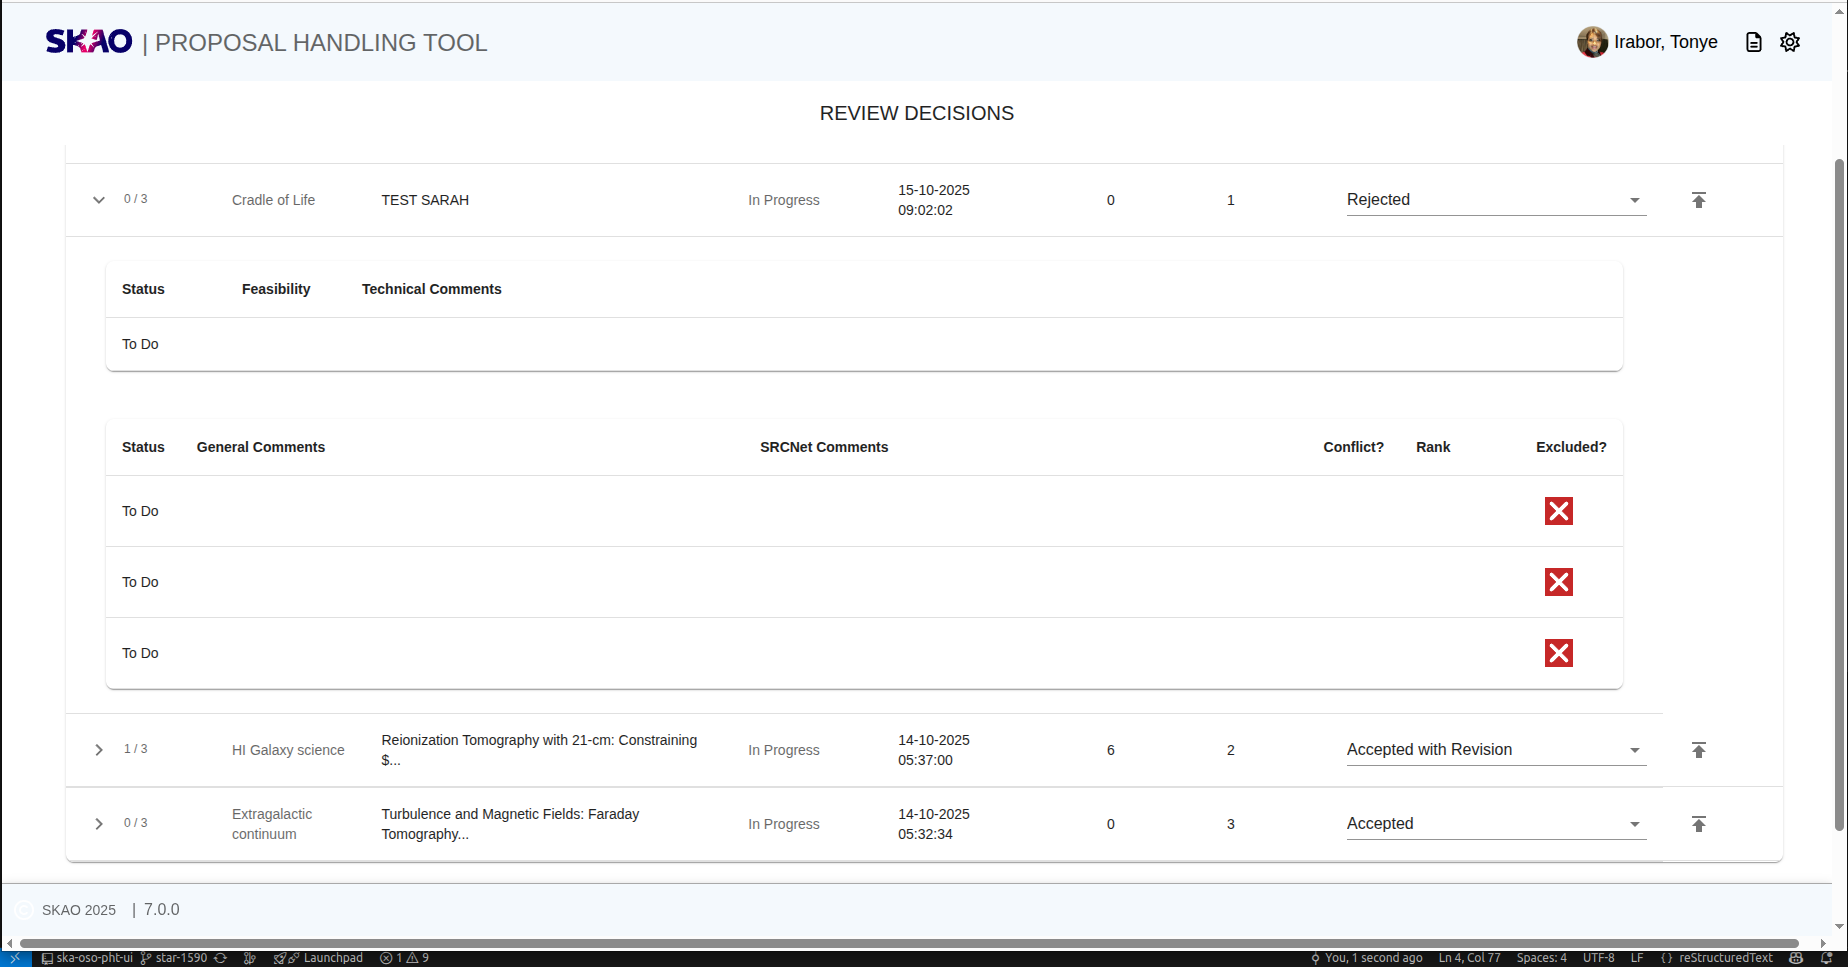 SKAO | PROPOSAL HANDLING TOOL
Irabor, Tonye
REVIEW DECISIONS
0 / 3 Cradle of Life TEST SARAH In Progress 15-10-2025 09:02:02 0 1 Rejected
Status Feasibility Technical Comments
To Do
Status General Comments SRCNet Comments Conflict? Rank Excluded?
To Do
To Do
To Do
1 / 3 HI Galaxy science Reionization Tomography with 21-cm: Constraining $... In Progress 14-10-2025 05:37:00 6 2 Accepted with Revision
0 / 3 Extragalactic continuum Turbulence and Magnetic Fields: Faraday Tomography... In Progress 14-10-2025 05:32:34 0 3 Accepted
© SKAO 2025 | 7.0.0
ska-oso-pht-ui star-1590 Launchpad 1 9 You, 1 second ago Ln 4, Col 77 Spaces: 4 UTF-8 LF {} reStructuredText